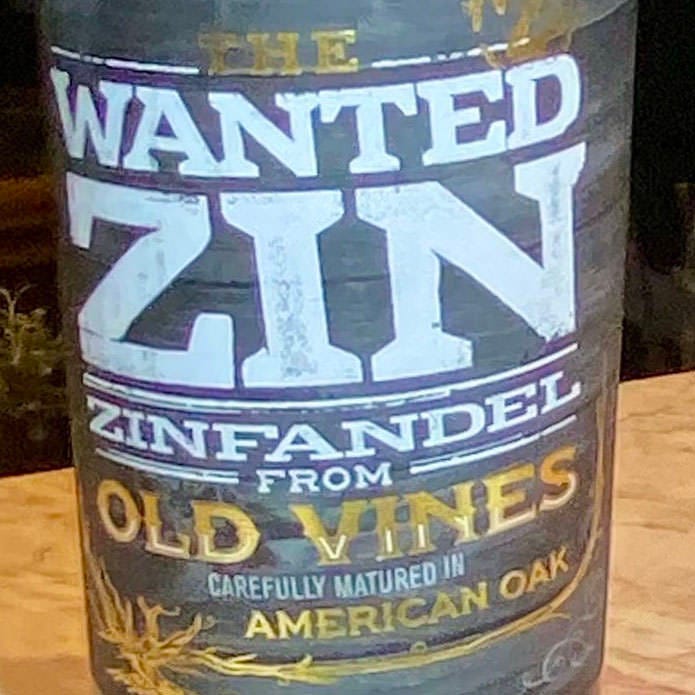 THE
WANTED
ZIN
ZINFANDEL
FROM
OLD VINES
CAREFULLY MATURED IN
AMERICAN OAK